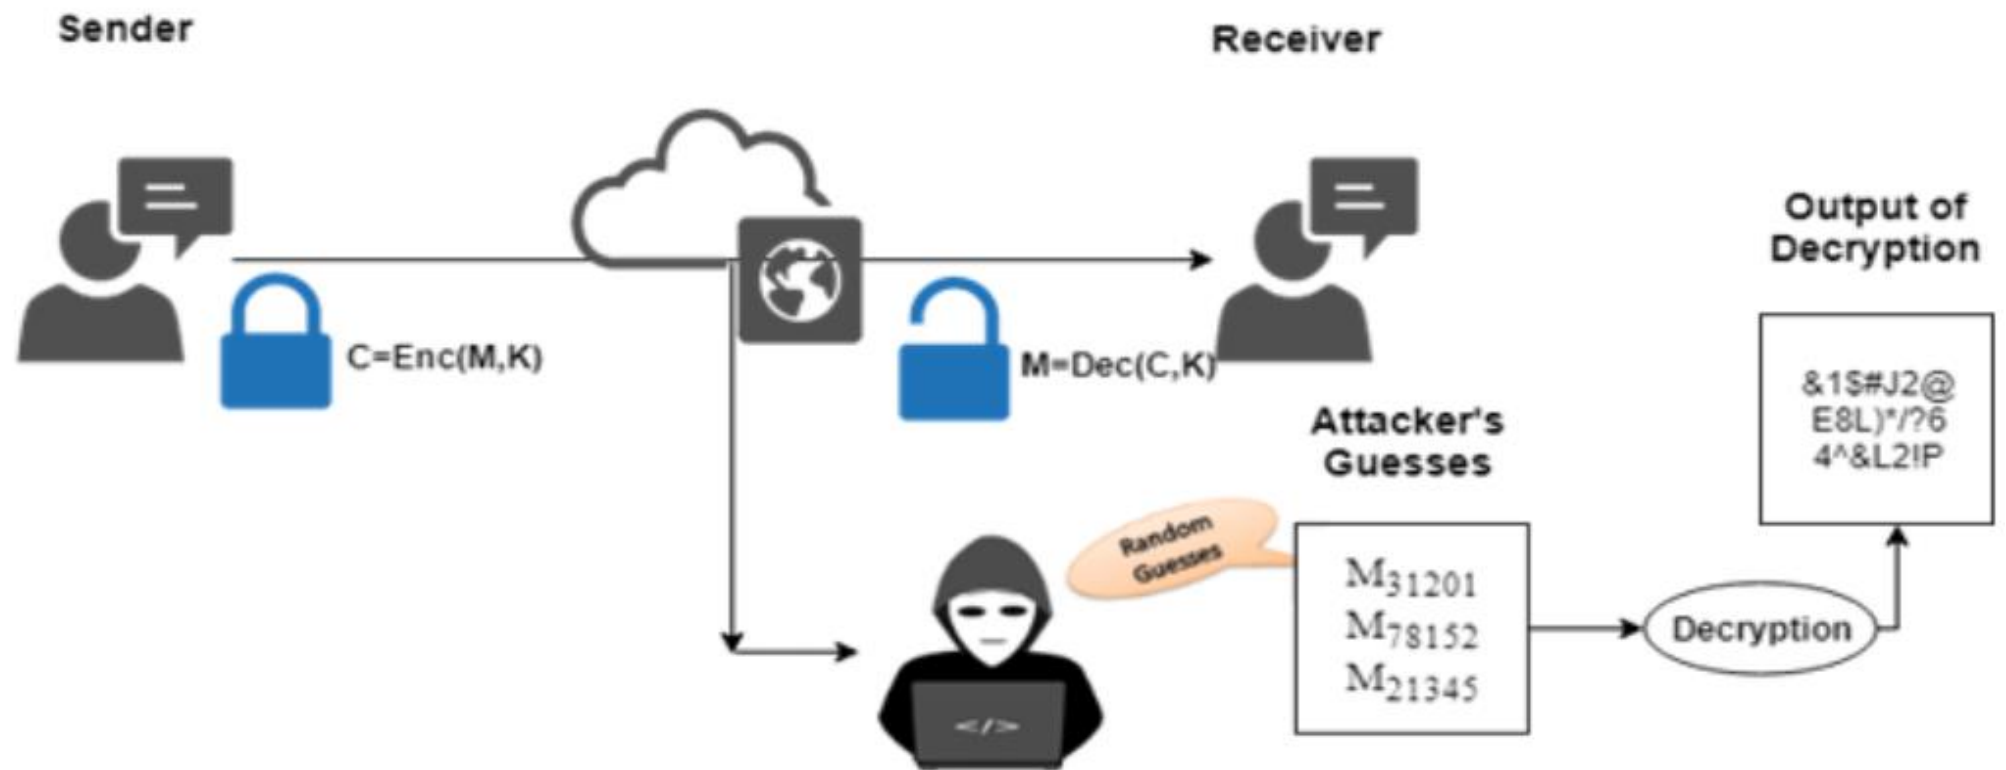 Sender
Receiver
C=Enc(M,K)
M=Dec(C,K)
Output of
Decryption
&1$#J2@
E8L)*/?6
4^&L2!P
Attacker's
Guesses
Random
Guesses
M31201
M78152
M21345
Decryption
</>